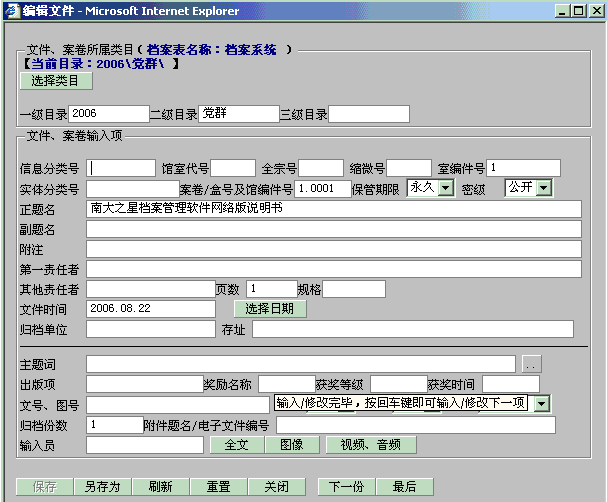 编辑文件 - Microsoft Internet Explorer
文件、案卷所属类目(档案表名称：档案系统 )
【当前目录：2006\党群\ 】
选择类目
一级目录 2006 二级目录 党群 三级目录
文件、案卷输入项
信息分类号 馆室代号 全宗号 缩微号 室编件号 1
实体分类号 案卷/盒号及馆编件号 1.0001 保管期限 永久 密级 公开
正题名 南大之星档案管理软件网络版说明书
副题名
附注
第一责任者
其他责任者 页数 1 规格
文件时间 2006.08.22 选择日期
归档单位 存址
主题词 ..
出版项 奖励名称 获奖等级 获奖时间
文号、图号 输入/修改完毕，按回车键即可输入/修改下一项
归档份数 1 附件题名/电子文件编号
输入员 全文 图像 视频、音频
保存 另存为 刷新 重置 关闭 下一份 最后